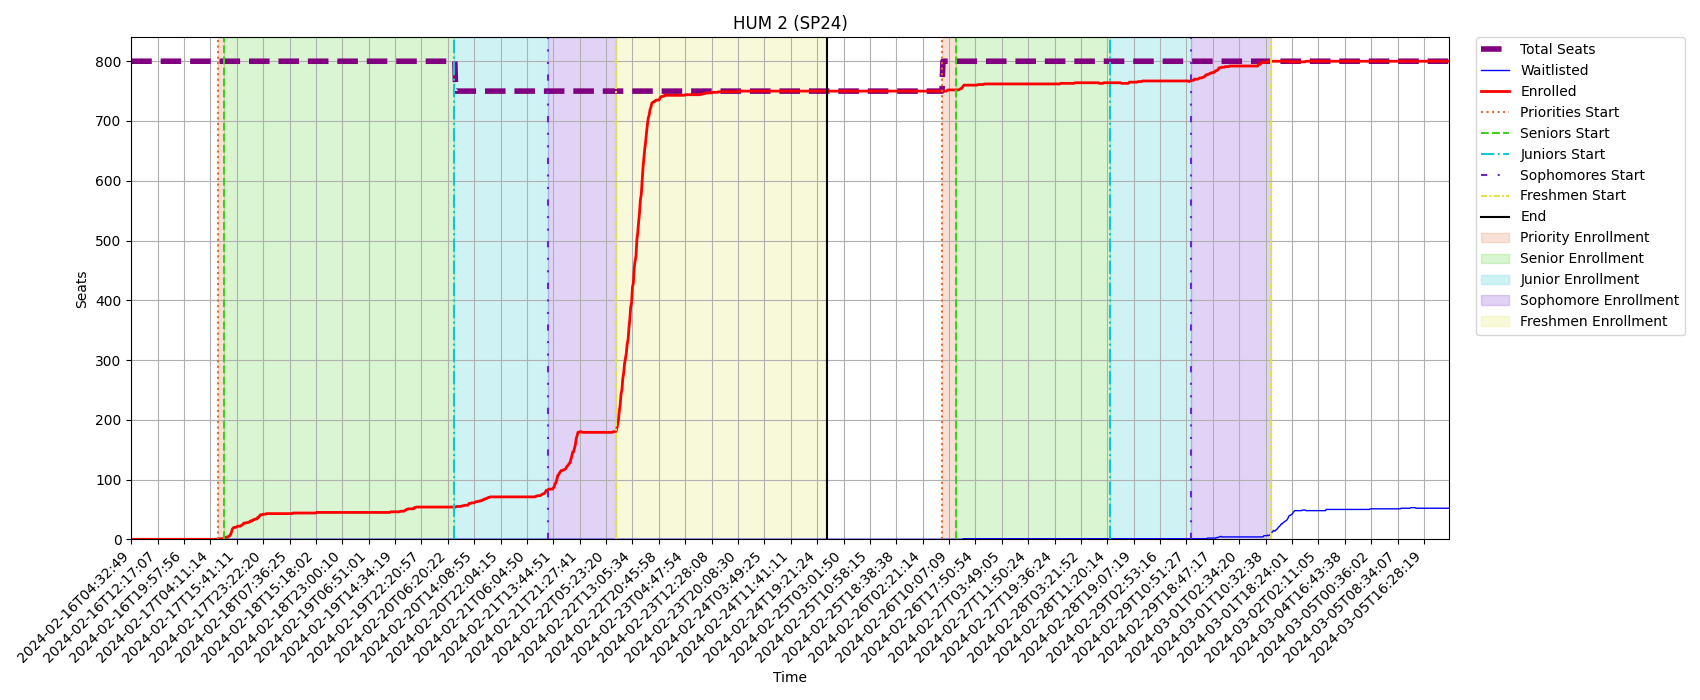 HUM 2 (SP24)
Seats
800
700
600
500
400
300
200
100
0
2024-02-16T04:32:49
2024-02-16T12:17:07
2024-02-16T19:57:56
2024-02-17T04:11:14
2024-02-17T15:41:11
2024-02-17T23:22:20
2024-02-18T07:36:25
2024-02-18T15:18:02
2024-02-18T23:00:10
2024-02-19T06:51:01
2024-02-19T14:34:19
2024-02-19T22:20:57
2024-02-20T06:20:22
2024-02-20T14:08:55
2024-02-20T22:04:15
2024-02-21T06:04:50
2024-02-21T13:44:51
2024-02-21T21:27:41
2024-02-22T05:23:20
2024-02-22T13:05:34
2024-02-22T20:45:58
2024-02-23T04:47:54
2024-02-23T12:28:08
2024-02-23T20:08:30
2024-02-24T03:49:25
2024-02-24T11:41:11
2024-02-24T19:21:24
2024-02-25T03:01:50
2024-02-25T10:58:15
2024-02-25T18:38:38
2024-02-26T02:21:14
2024-02-26T10:07:09
2024-02-26T17:50:54
2024-02-27T03:49:05
2024-02-27T11:50:24
2024-02-27T19:36:24
2024-02-28T03:21:52
2024-02-28T11:20:14
2024-02-28T19:07:19
2024-02-29T02:53:16
2024-02-29T10:51:27
2024-02-29T18:47:17
2024-03-01T02:34:20
2024-03-01T10:32:38
2024-03-01T18:24:01
2024-03-02T02:11:05
2024-03-04T16:43:38
2024-03-05T00:36:02
2024-03-05T08:34:07
2024-03-05T16:28:19
Time
Total Seats
Waitlisted
Enrolled
Priorities Start
Seniors Start
Juniors Start
Sophomores Start
Freshmen Start
End
Priority Enrollment
Senior Enrollment
Junior Enrollment
Sophomore Enrollment
Freshmen Enrollment